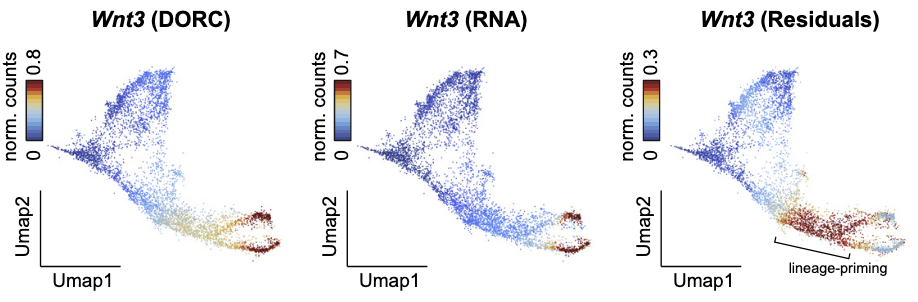 Wnt3 (DORC)
norm. counts
0
0.8
Umap2
Umap1
Wnt3 (RNA)
norm. counts
0
0.7
Umap2
Umap1
Wnt3 (Residuals)
norm. counts
0
0.3
Umap2
Umap1
lineage-priming